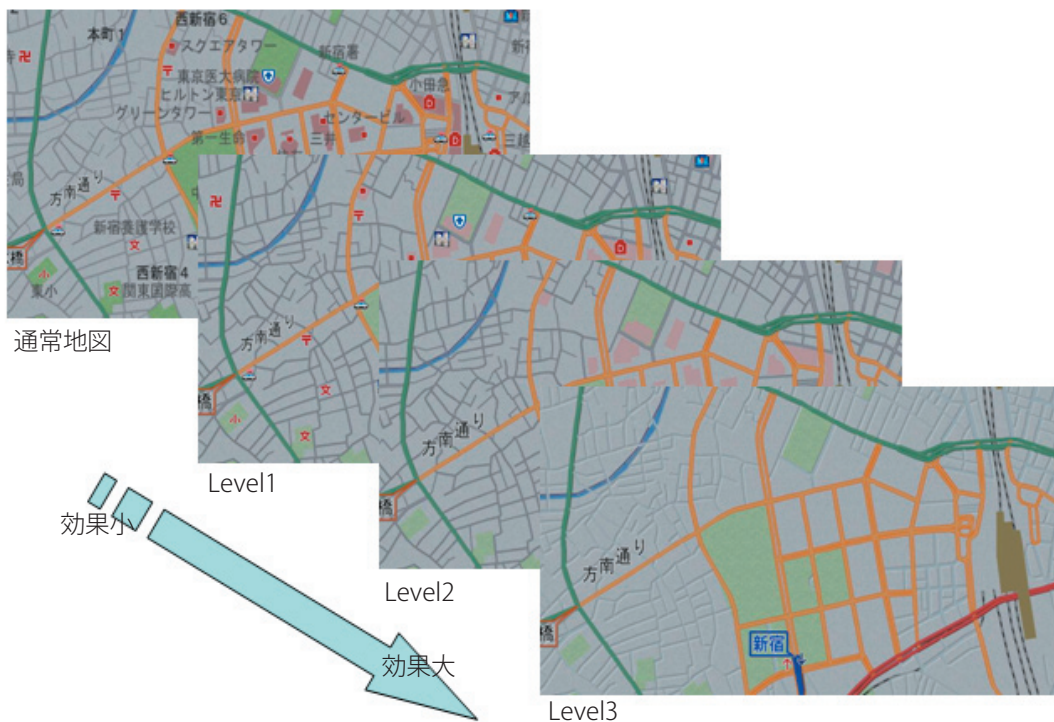 西新宿6
本町1
スクエアタワー
新宿署
東京医大病院
ヒルトン東京
小田急
グリーンタワー
センタービル
第一生命
三井
三越
方南通り
新宿養護学校
橋
西新宿4
東小
関東国際高
通常地図
方南通り
橋
Level1
方南通り
橋
Level2
方南通り
橋
新宿
Level3
効果小
効果大